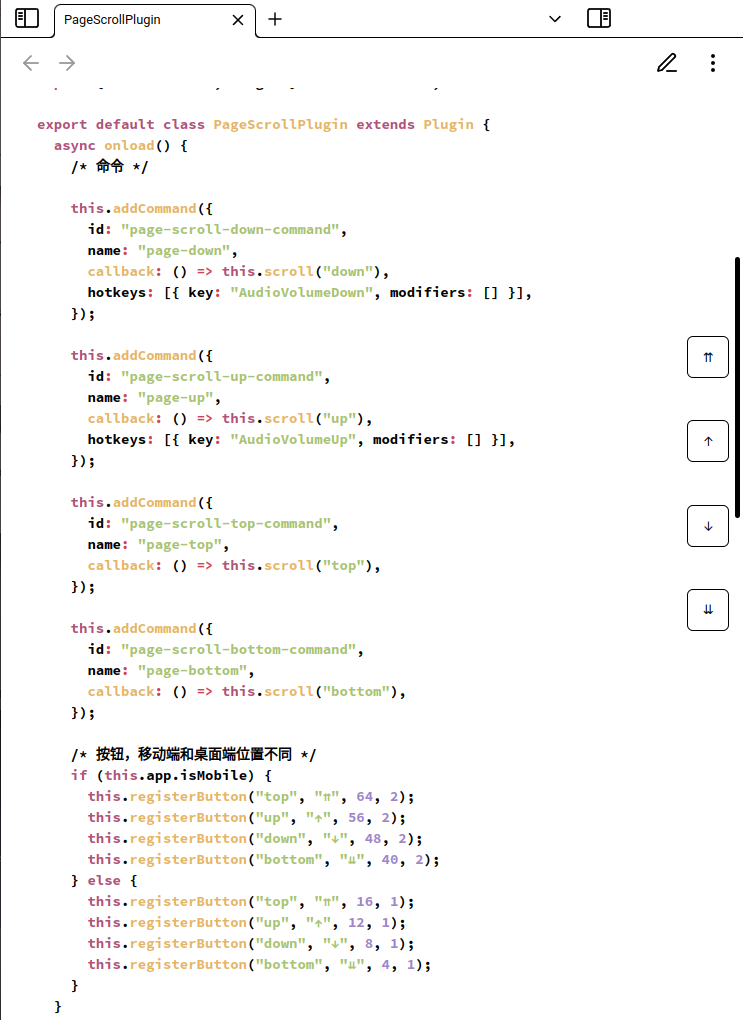 PageScrollPlugin
export default class PageScrollPlugin extends Plugin {
async onload() {
/* 命令 */
this.addCommand({
id: "page-scroll-down-command",
name: "page-down",
callback: () => this.scroll("down"),
hotkeys: [{ key: "AudioVolumeDown", modifiers: [] }],
});
this.addCommand({
id: "page-scroll-up-command",
name: "page-up",
callback: () => this.scroll("up"),
hotkeys: [{ key: "AudioVolumeUp", modifiers: [] }],
});
this.addCommand({
id: "page-scroll-top-command",
name: "page-top",
callback: () => this.scroll("top"),
});
this.addCommand({
id: "page-scroll-bottom-command",
name: "page-bottom",
callback: () => this.scroll("bottom"),
});
/* 按钮，移动端和桌面端位置不同 */
if (this.app.isMobile) {
this.registerButton("top", "⇈", 64, 2);
this.registerButton("up", "↑", 56, 2);
this.registerButton("down", "↓", 48, 2);
this.registerButton("bottom", "⇊", 40, 2);
} else {
this.registerButton("top", "⇈", 16, 1);
this.registerButton("up", "↑", 12, 1);
this.registerButton("down", "↓", 8, 1);
this.registerButton("bottom", "⇊", 4, 1);
}
}
⇈
↑
↓
⇊